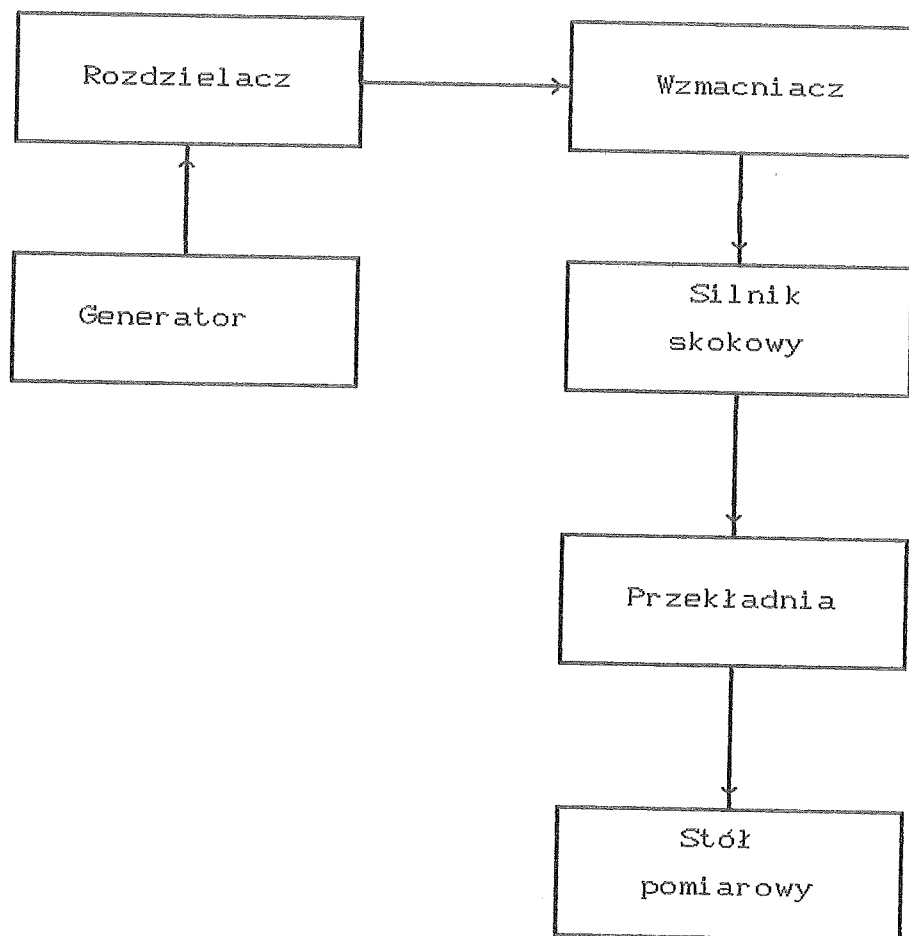 Rozdzielacz
Wzmacniacz
Generator
Silnik
skokowy
Przekładnia
Stół
pomiarowy